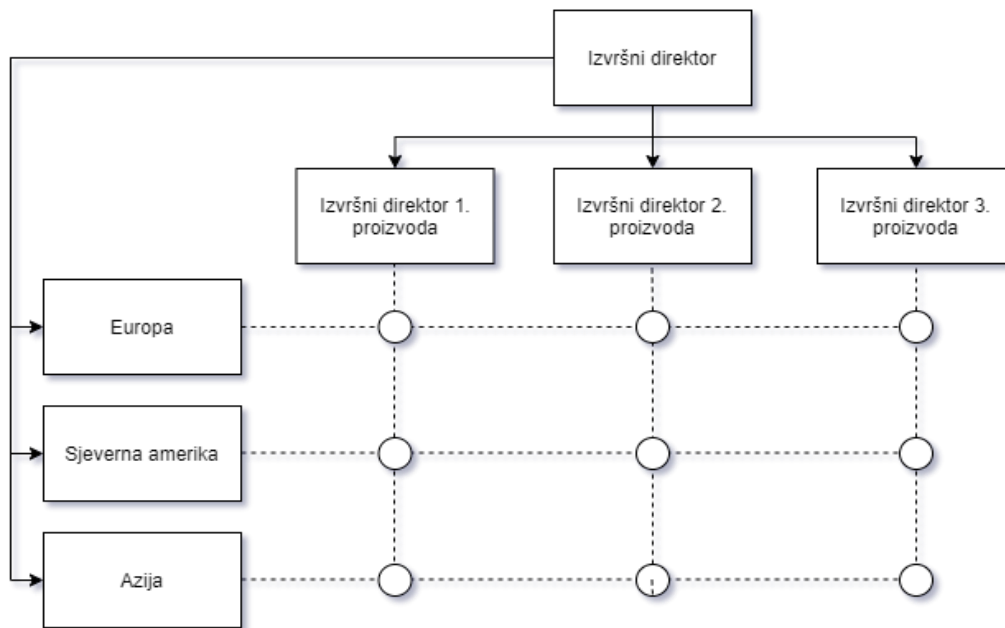 Izvršni direktor
Izvršni direktor 1.
proizvoda
Izvršni direktor 2.
proizvoda
Izvršni direktor 3.
proizvoda
Europa
Sjeverna amerika
Azija